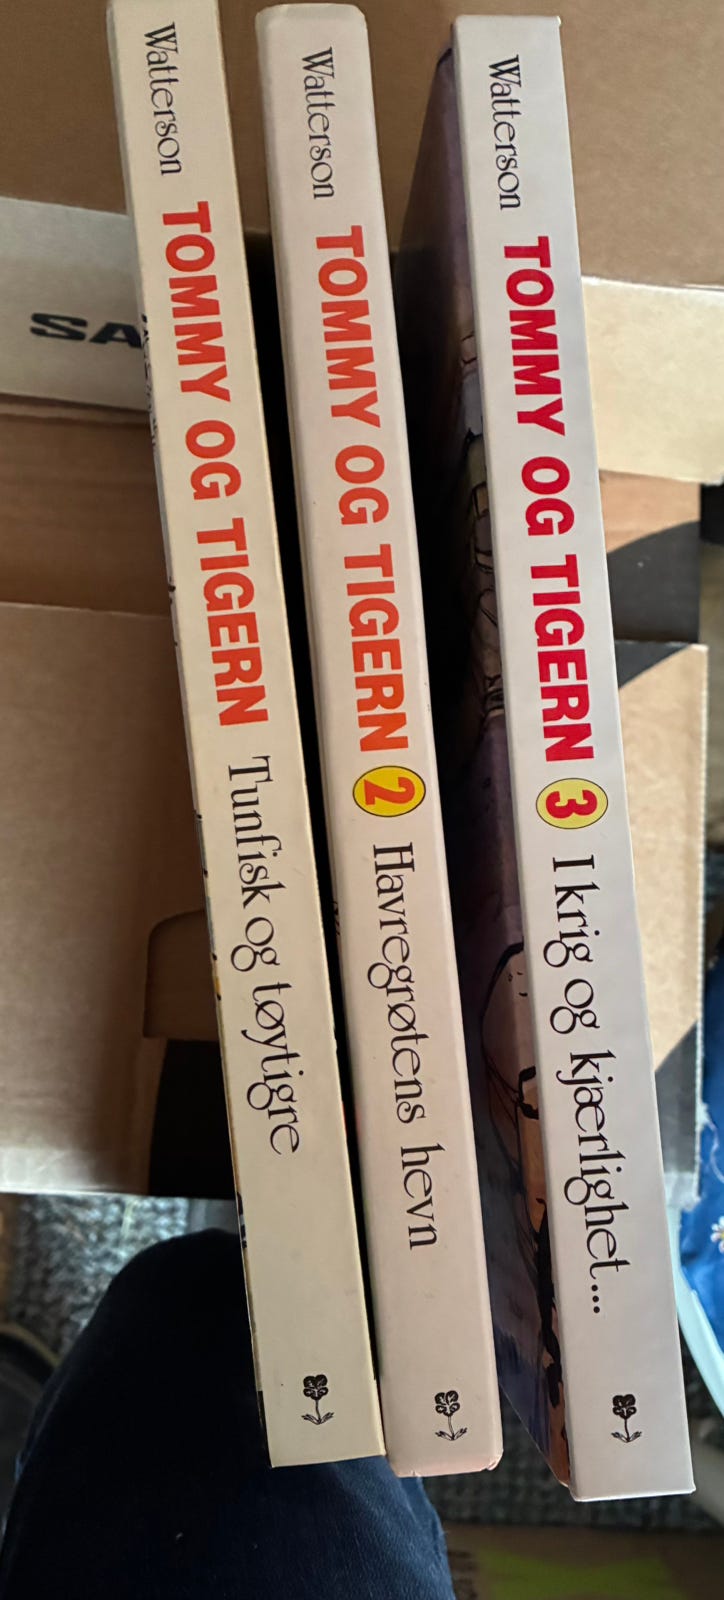 Watterson TOMMY OG TIGERN Tunfisk og tøytigre
Watterson TOMMY OG TIGERN 2 Havregrøtens hevn
Watterson TOMMY OG TIGERN 3 I krig og kjærlighet...
SA